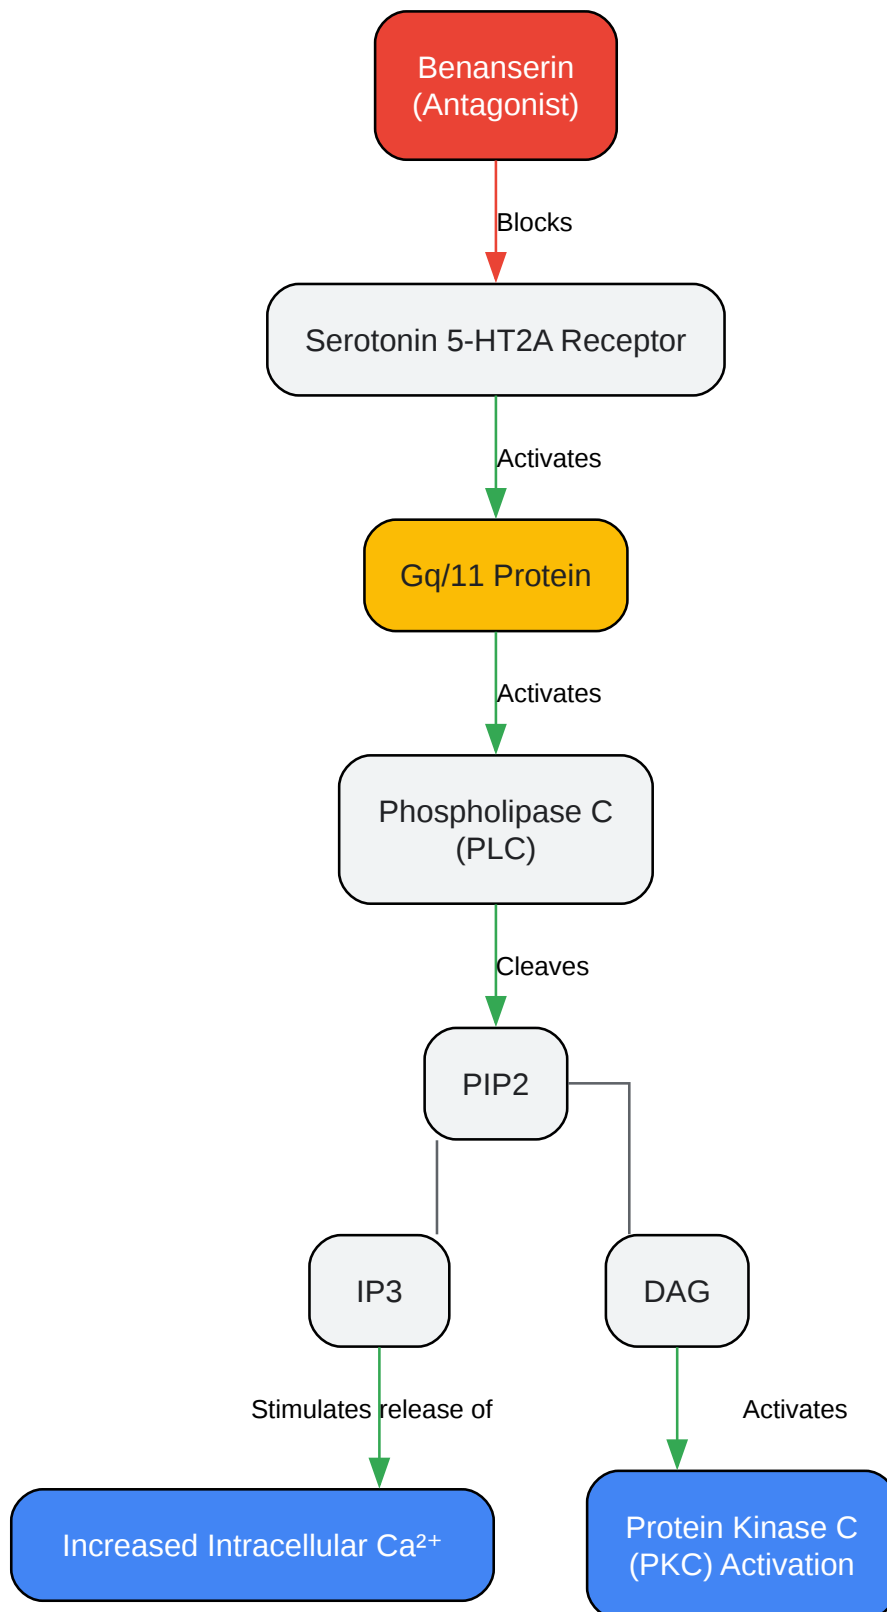 Benanserin
(Antagonist)
Blocks
Serotonin 5-HT2A Receptor
Activates
Gq/11 Protein
Activates
Phospholipase C
(PLC)
Cleaves
PIP2
IP3
DAG
Stimulates release of
Activates
Increased Intracellular Ca²⁺
Protein Kinase C
(PKC) Activation